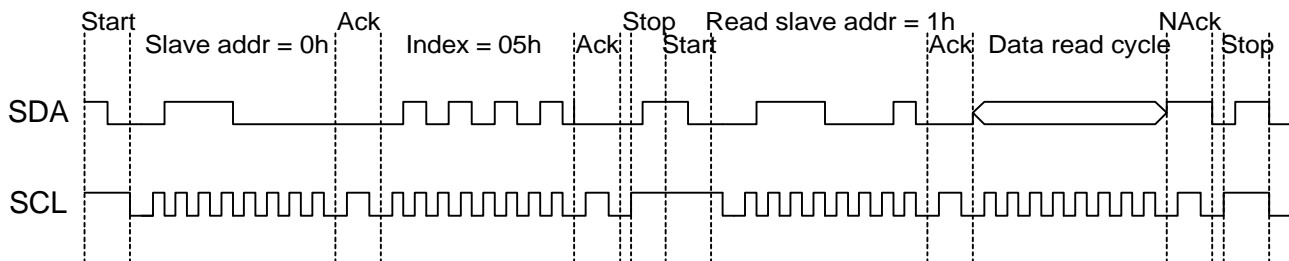 Start Ack Stop Read slave addr = 1h NAck
Slave addr = 0h Index = 05h Ack Start Ack Data read cycle Stop
SDA
SCL